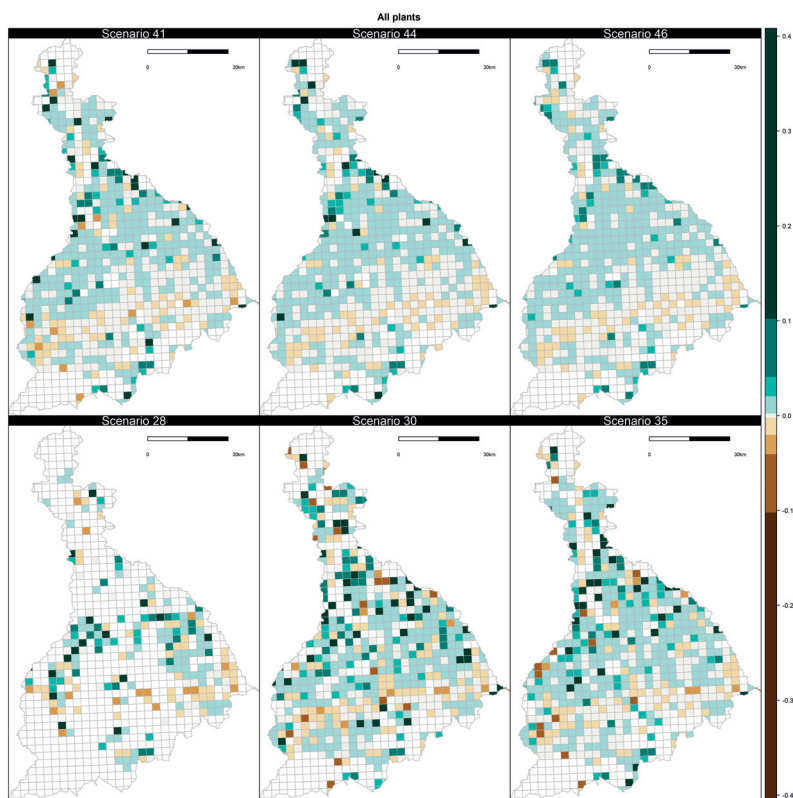 All plants
Scenario 41
Scenario 44
Scenario 46
0 30km
0 30km
0 30km
Scenario 28
Scenario 30
Scenario 35
0 30km
0 30km
0 30km
0.4
0.3
0.2
0.1
0.0
-0.1
-0.2
-0.3
-0.4